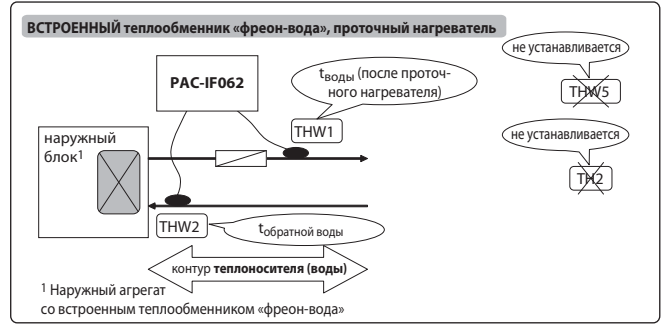 ВСТРОЕННЫЙ теплообменник «фреон-вода», проточный нагреватель
PAC-IF062
tводы (после проточ-
ного нагревателя)
THW1
не устанавливается
THW5
не устанавливается
TH2
наружный
блок1
THW2
tобратной воды
контур теплоносителя (воды)
1 Наружный агрегат
со встроенным теплообменником «фреон-вода»